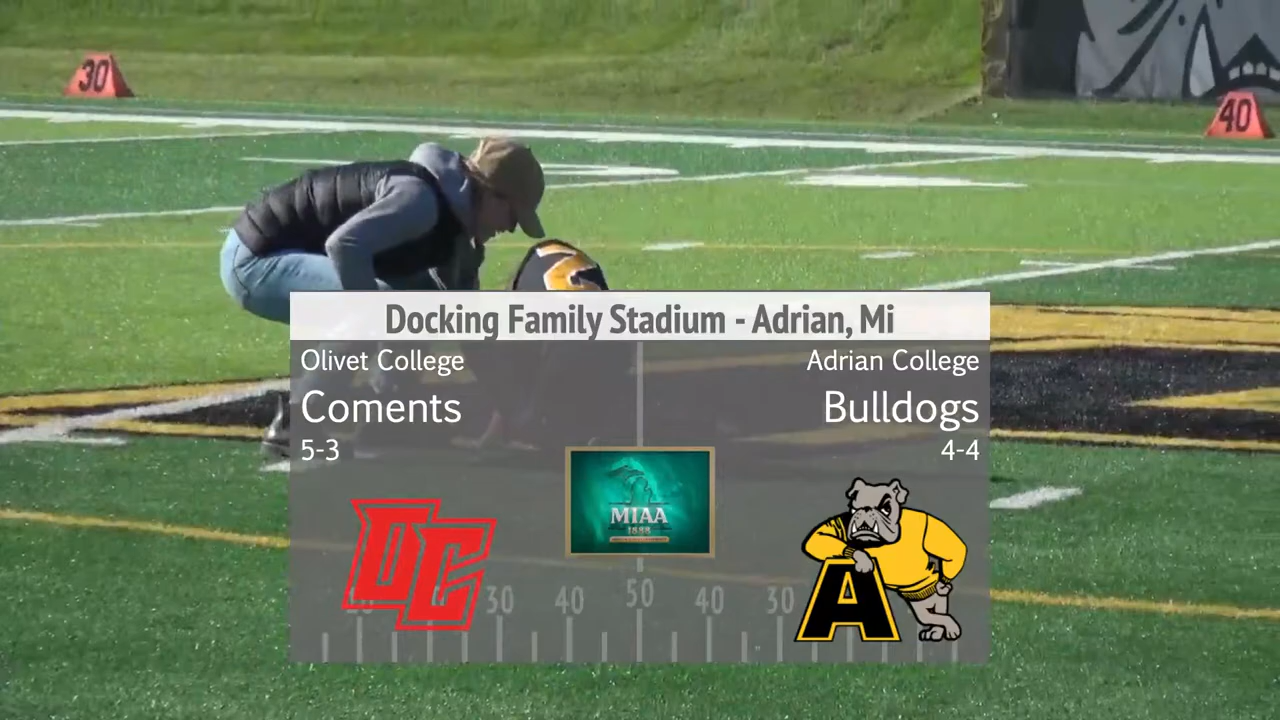 30
40
Docking Family Stadium - Adrian, Mi
Olivet College
Adrian College
Coments
Bulldogs
5-3
4-4
MIAA
1888
OC
A
30 40 50 40 30